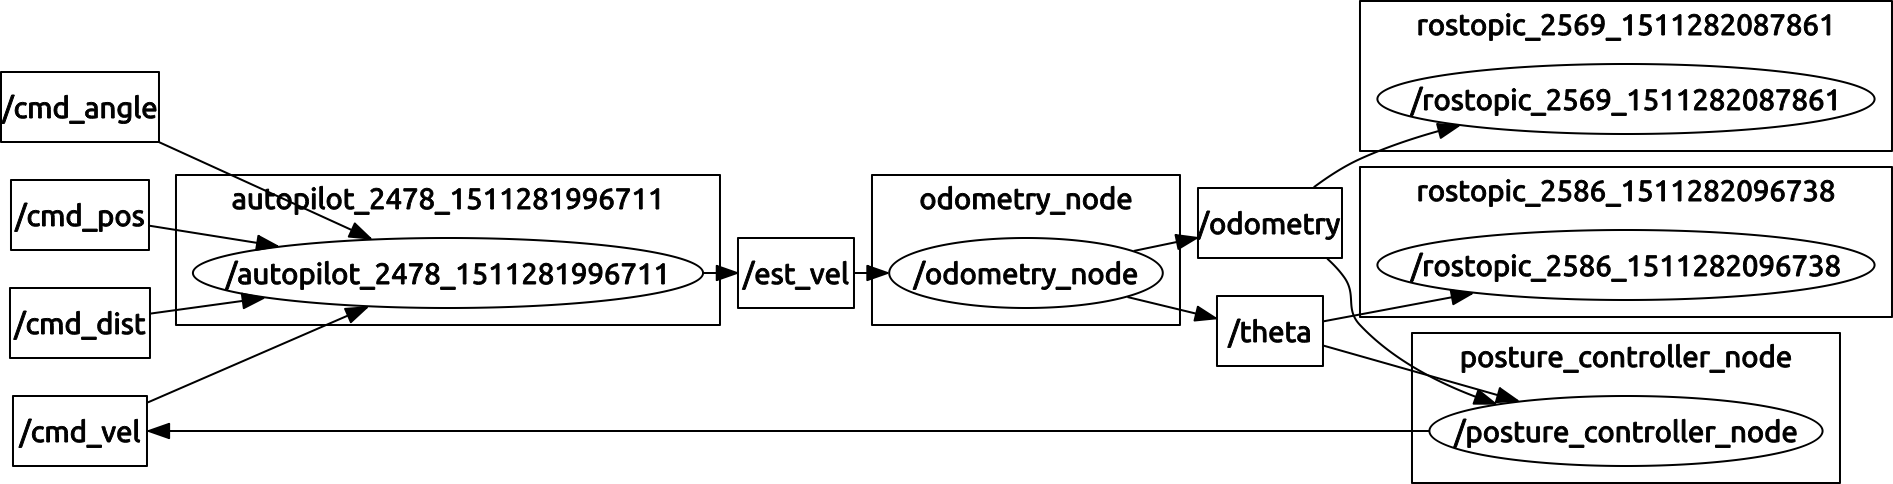 rostopic_2569_1511282087861
/rostopic_2569_1511282087861
/cmd_angle
/cmd_pos
autopilot_2478_1511281996711
/autopilot_2478_1511281996711
/cmd_dist
/cmd_vel
/est_vel
odometry_node
/odometry_node
/odometry
/theta
rostopic_2586_1511282096738
/rostopic_2586_1511282096738
posture_controller_node
/posture_controller_node